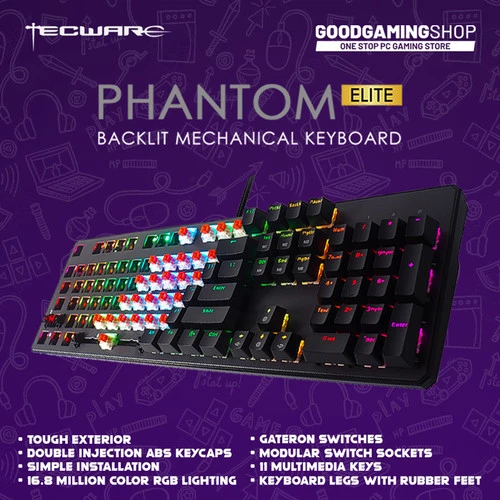 TECWARE
GOODGAMINGSHOP
ONE STOP PC GAMING STORE
PHANTOM ELITE
BACKLIT MECHANICAL KEYBOARD
• TOUGH EXTERIOR
• DOUBLE INJECTION ABS KEYCAPS
• SIMPLE INSTALLATION
• 16.8 MILLION COLOR RGB LIGHTING
• GATERON SWITCHES
• MODULAR SWITCH SOCKETS
• 11 MULTIMEDIA KEYS
• KEYBOARD LEGS WITH RUBBER FEET